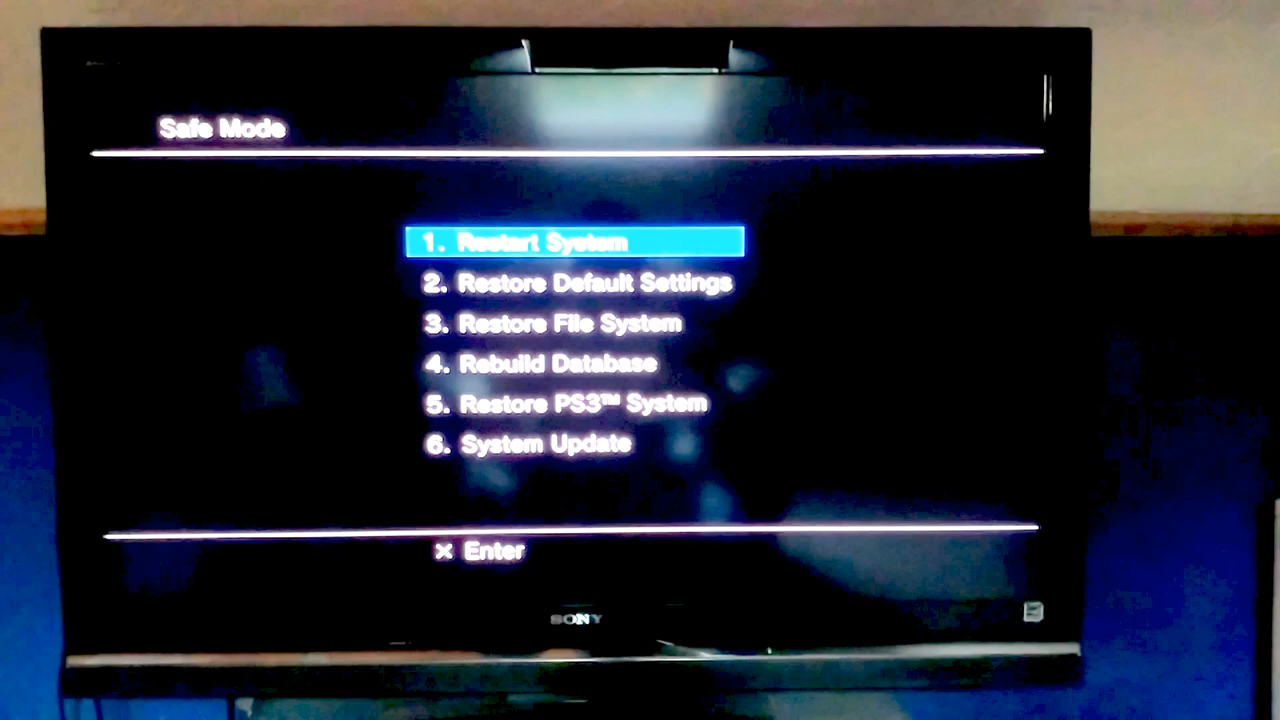 Safe Mode
1. Restart System
2. Restore Default Settings
3. Restore File System
4. Rebuild Database
5. Restore PS3™ System
6. System Update
✕ Enter
SONY